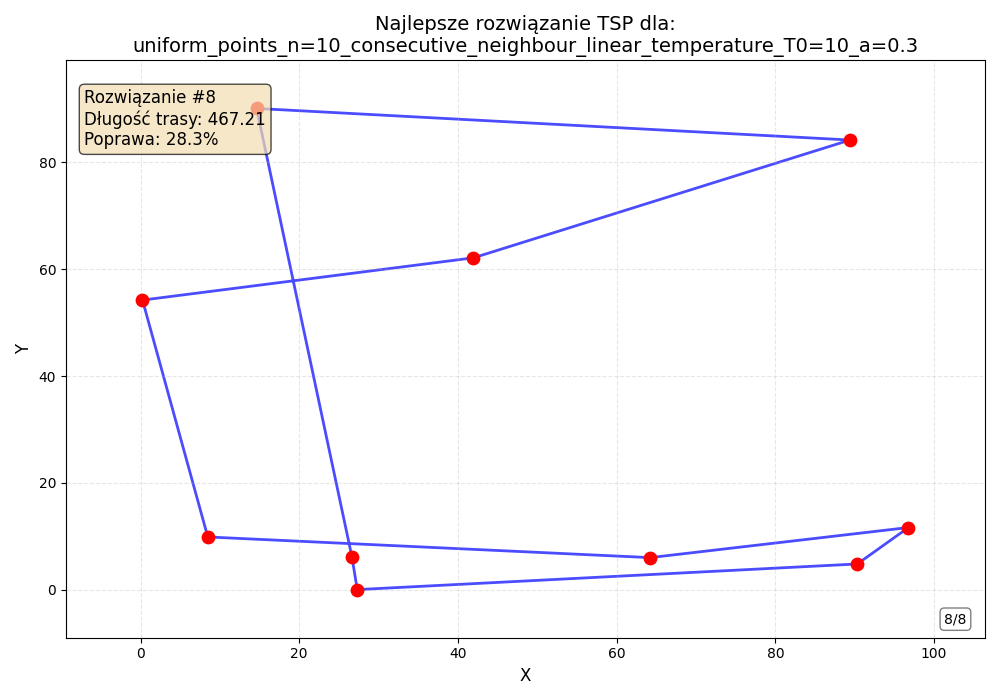 Najlepsze rozwiązanie TSP dla:
uniform_points_n=10_consecutive_neighbour_linear_temperature_T0=10_a=0.3
Rozwiązanie #8
Długość trasy: 467.21
Poprawa: 28.3%
80
60
40
20
0
Y
8/8
0 20 40 60 80 100
X